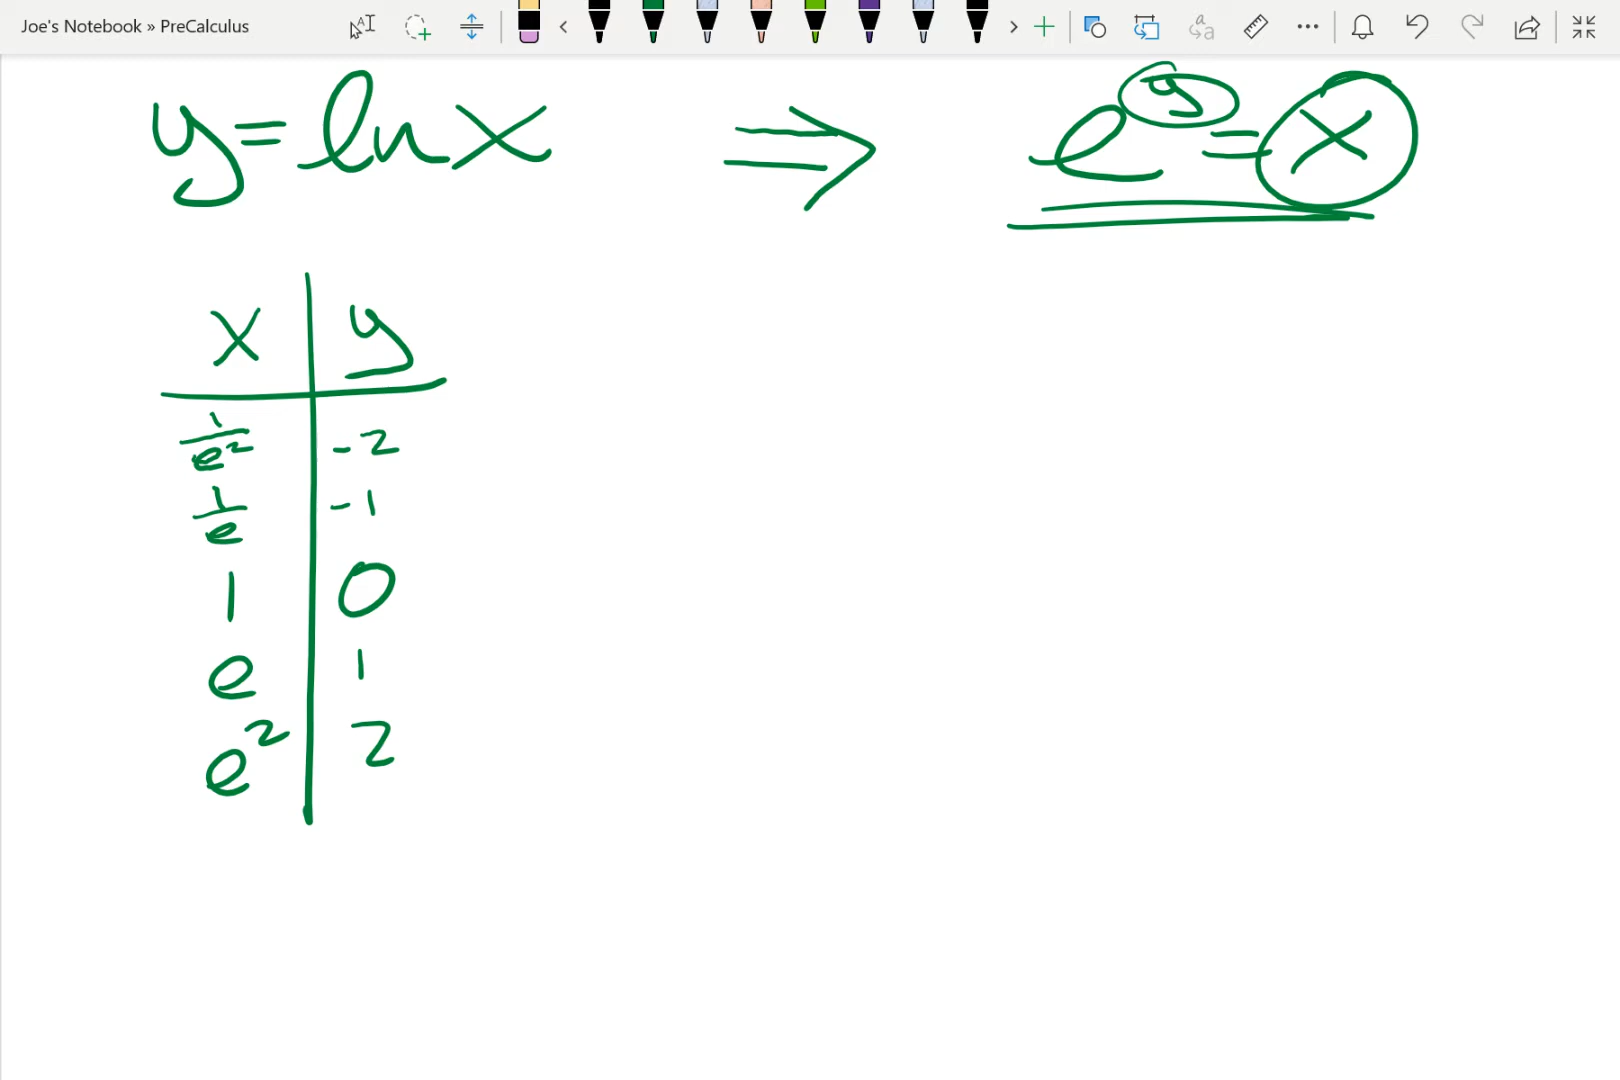 Joe's Notebook » PreCalculus
y = ln x ⇒ e^y = x
x | y
1/e² | -2
1/e | -1
1 | 0
e | 1
e² | 2